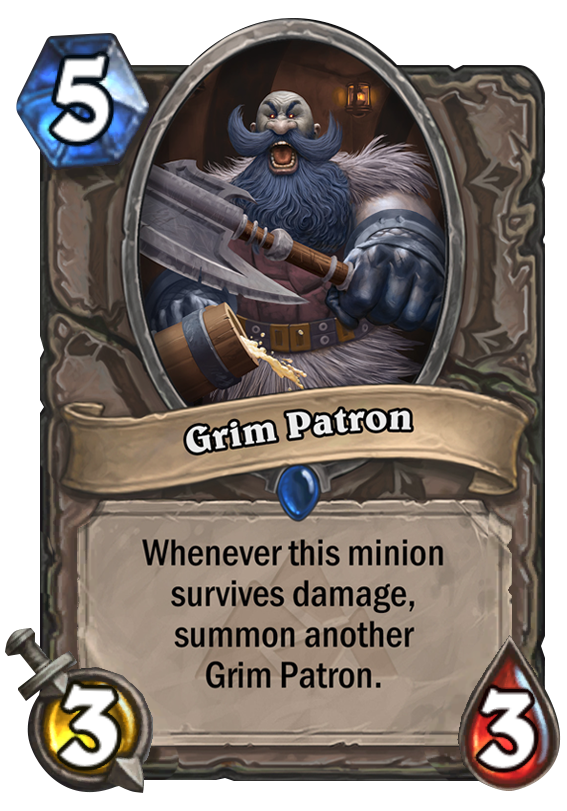 5
Grim Patron
Whenever this minion
survives damage,
summon another
Grim Patron.
3
3